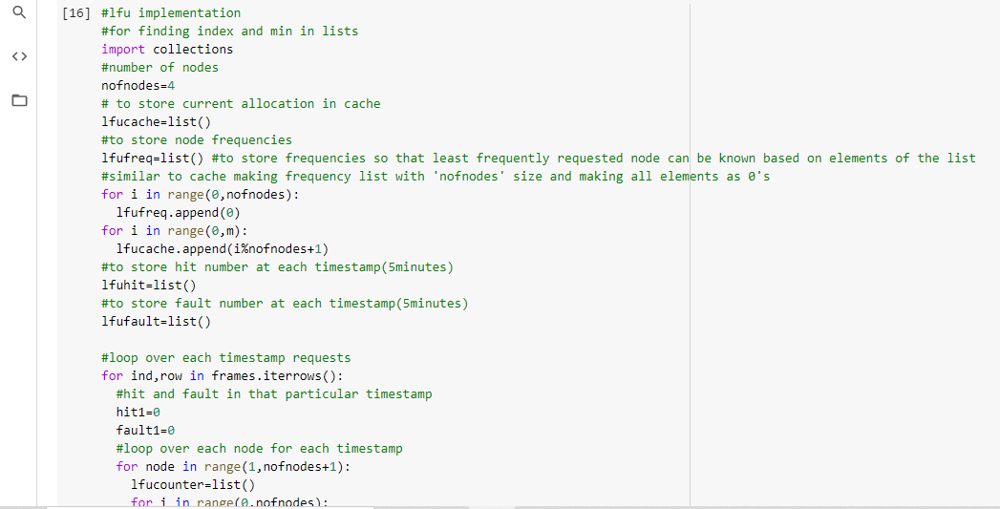 [16] #lfu implementation
#for finding index and min in lists
import collections
#number of nodes
nofnodes=4
# to store current allocation in cache
lfucache=list()
#to store node frequencies
lfufreq=list() #to store frequencies so that least frequently requested node can be known based on elements of the list
#similar to cache making frequency list with 'nofnodes' size and making all elements as 0's
for i in range(0,nofnodes):
  lfufreq.append(0)
for i in range(0,m):
  lfucache.append(i%nofnodes+1)
#to store hit number at each timestamp(5minutes)
lfuhit=list()
#to store fault number at each timestamp(5minutes)
lfufault=list()

#loop over each timestamp requests
for ind,row in frames.iterrows():
  #hit and fault in that particular timestamp
  hit1=0
  fault1=0
  #loop over each node for each timestamp
  for node in range(1,nofnodes+1):
    lfucounter=list()
    for i in range(0,nofnodes):